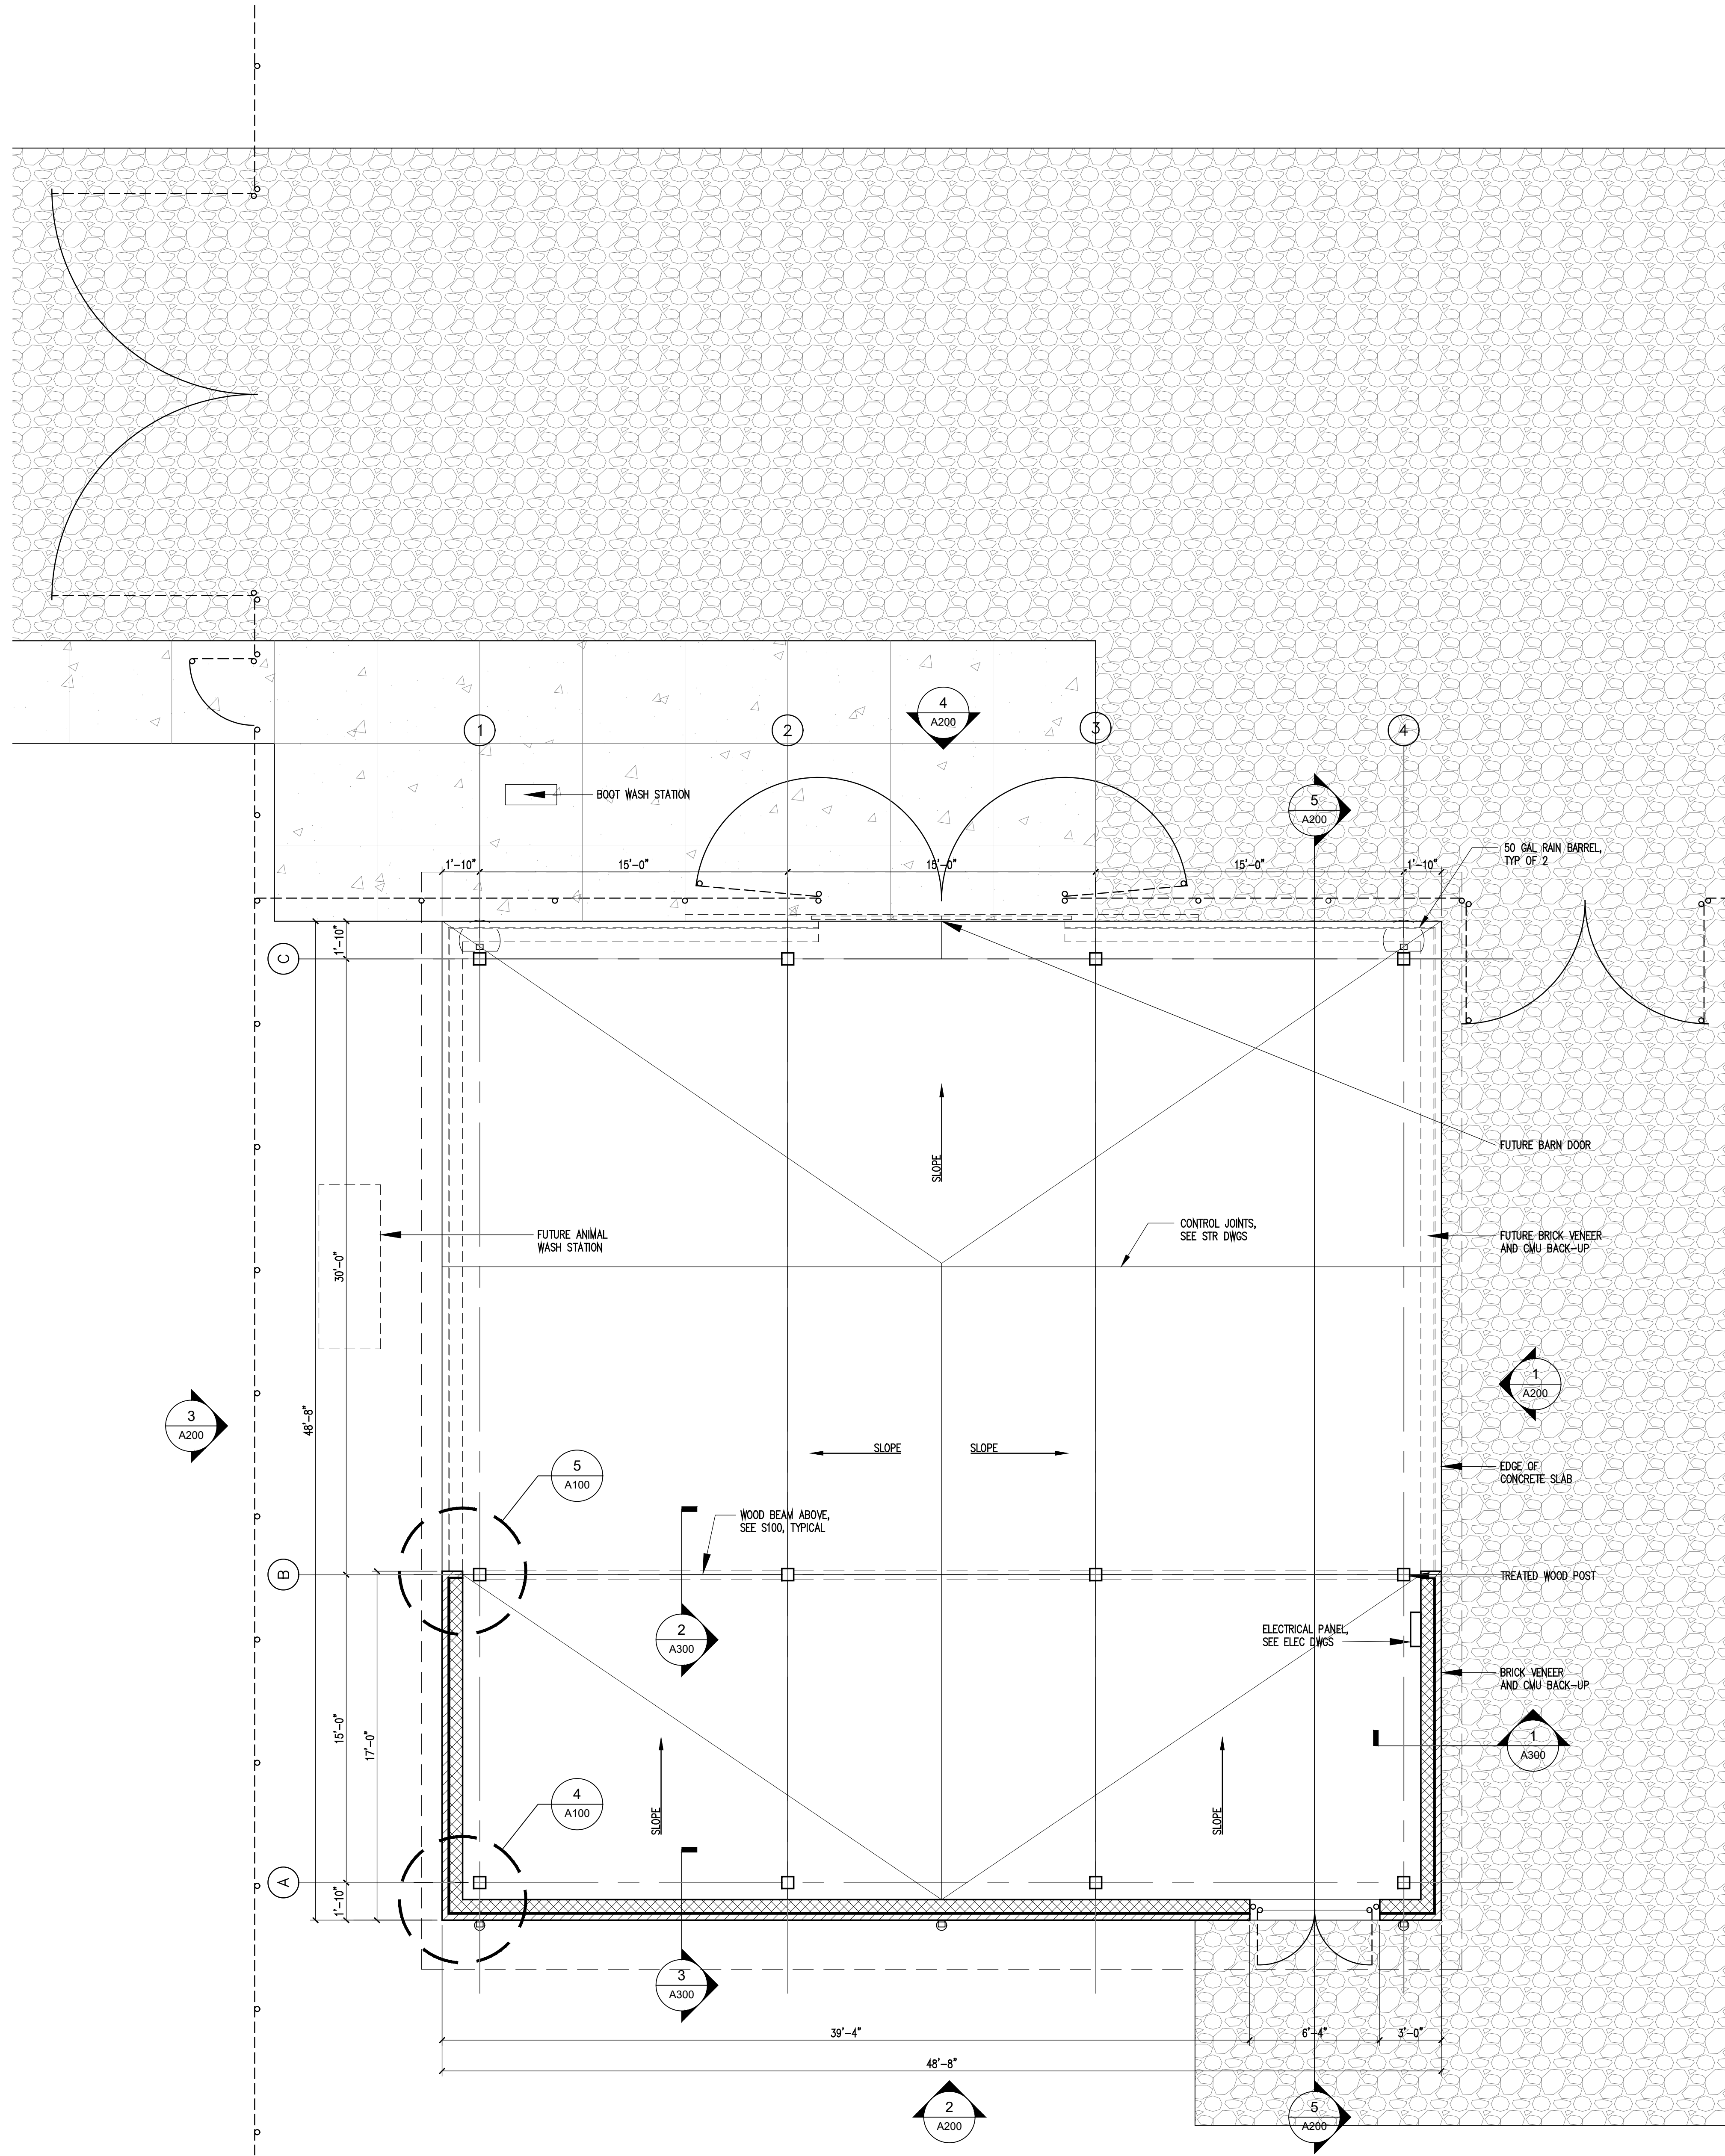 4
A200
1
2
3
4
BOOT WASH STATION
5
A200
50 GAL RAIN BARREL,
TYP OF 2
1'-10"
15'-0"
15'-0"
15'-0"
1'-10"
1'-10"
C
SLOPE
FUTURE BARN DOOR
CONTROL JOINTS,
SEE STR DWGS
FUTURE ANIMAL
WASH STATION
FUTURE BRICK VENEER
AND CMU BACK-UP
30'-0"
48'-8"
1
A200
3
A200
SLOPE
SLOPE
EDGE OF
CONCRETE SLAB
5
A100
WOOD BEAM ABOVE,
SEE S100, TYPICAL
B
TREATED WOOD POST
2
A300
ELECTRICAL PANEL,
SEE ELEC DWGS
BRICK VENEER
AND CMU BACK-UP
15'-0"
17'-0"
1
A300
4
A100
SLOPE
SLOPE
A
1'-10"
3
A300
39'-4"
6'-4"
3'-0"
48'-8"
2
A200
5
A200